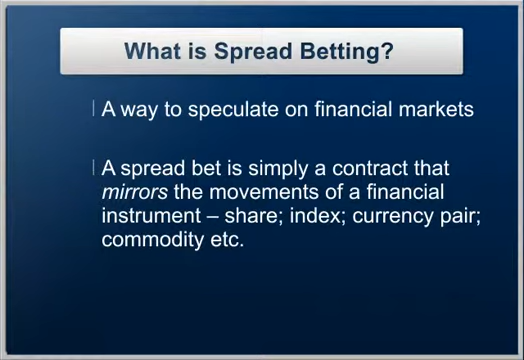 What is Spread Betting?
A way to speculate on financial markets
A spread bet is simply a contract that
mirrors the movements of a financial
instrument – share; index; currency pair;
commodity etc.